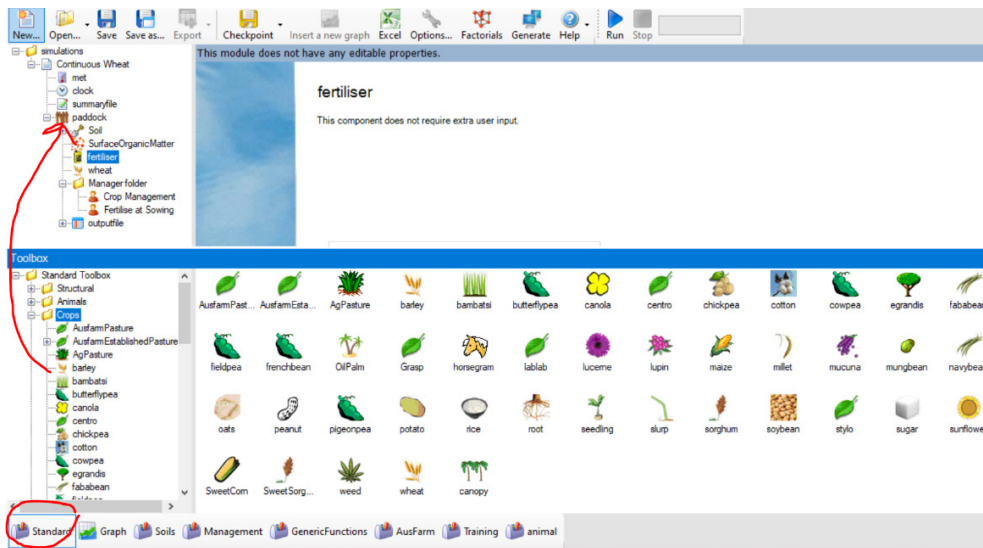 New... Open... Save Save as... Export Checkpoint Insert a new graph Excel Options... Factorials Generate Help Run Stop
simulations
Continuous Wheat
met
clock
summaryfile
paddock
Soil
SurfaceOrganicMatter
fertiliser
wheat
Manager folder
Crop Management
Fertilise at Sowing
outputfile
This module does not have any editable properties.
fertiliser
This component does not require extra user input.
Toolbox
Standard Toolbox
Structural
Animals
Crops
AusfarmPasture
AusfarmEstablishedPasture
AgPasture
barley
bambatsi
butterflypea
canola
centro
chickpea
cotton
cowpea
egrandis
fababean
AusfarmPast... AusfarmEsta... AgPasture barley bambatsi butterflypea canola centro chickpea cotton cowpea egrandis fababean
fieldpea frenchbean OilPalm Grasp horsegram lablab lucerne lupin maize millet mucuna mungbean navybea
oats peanut pigeonpea potato rice root seedling slurp sorghum soybean stylo sugar sunflowe
SweetCorn SweetSorg... weed wheat canopy
Standard Graph Soils Management GenericFunctions AusFarm Training animal